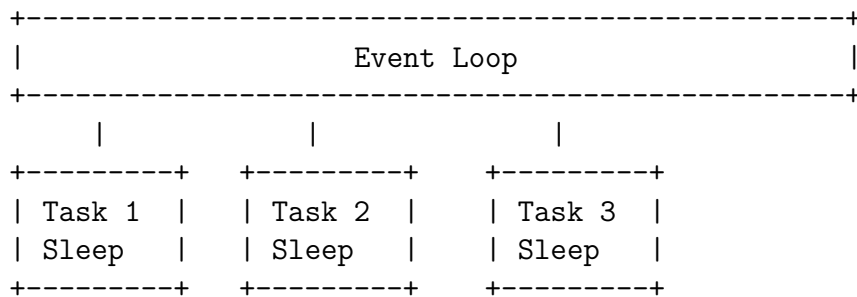 +--------------------------------------------------+
|                    Event Loop                    |
+--------------------------------------------------+
     |            |              |
+---------+   +---------+    +---------+
| Task 1  |   | Task 2  |    | Task 3  |
| Sleep   |   | Sleep   |    | Sleep   |
+---------+   +---------+    +---------+